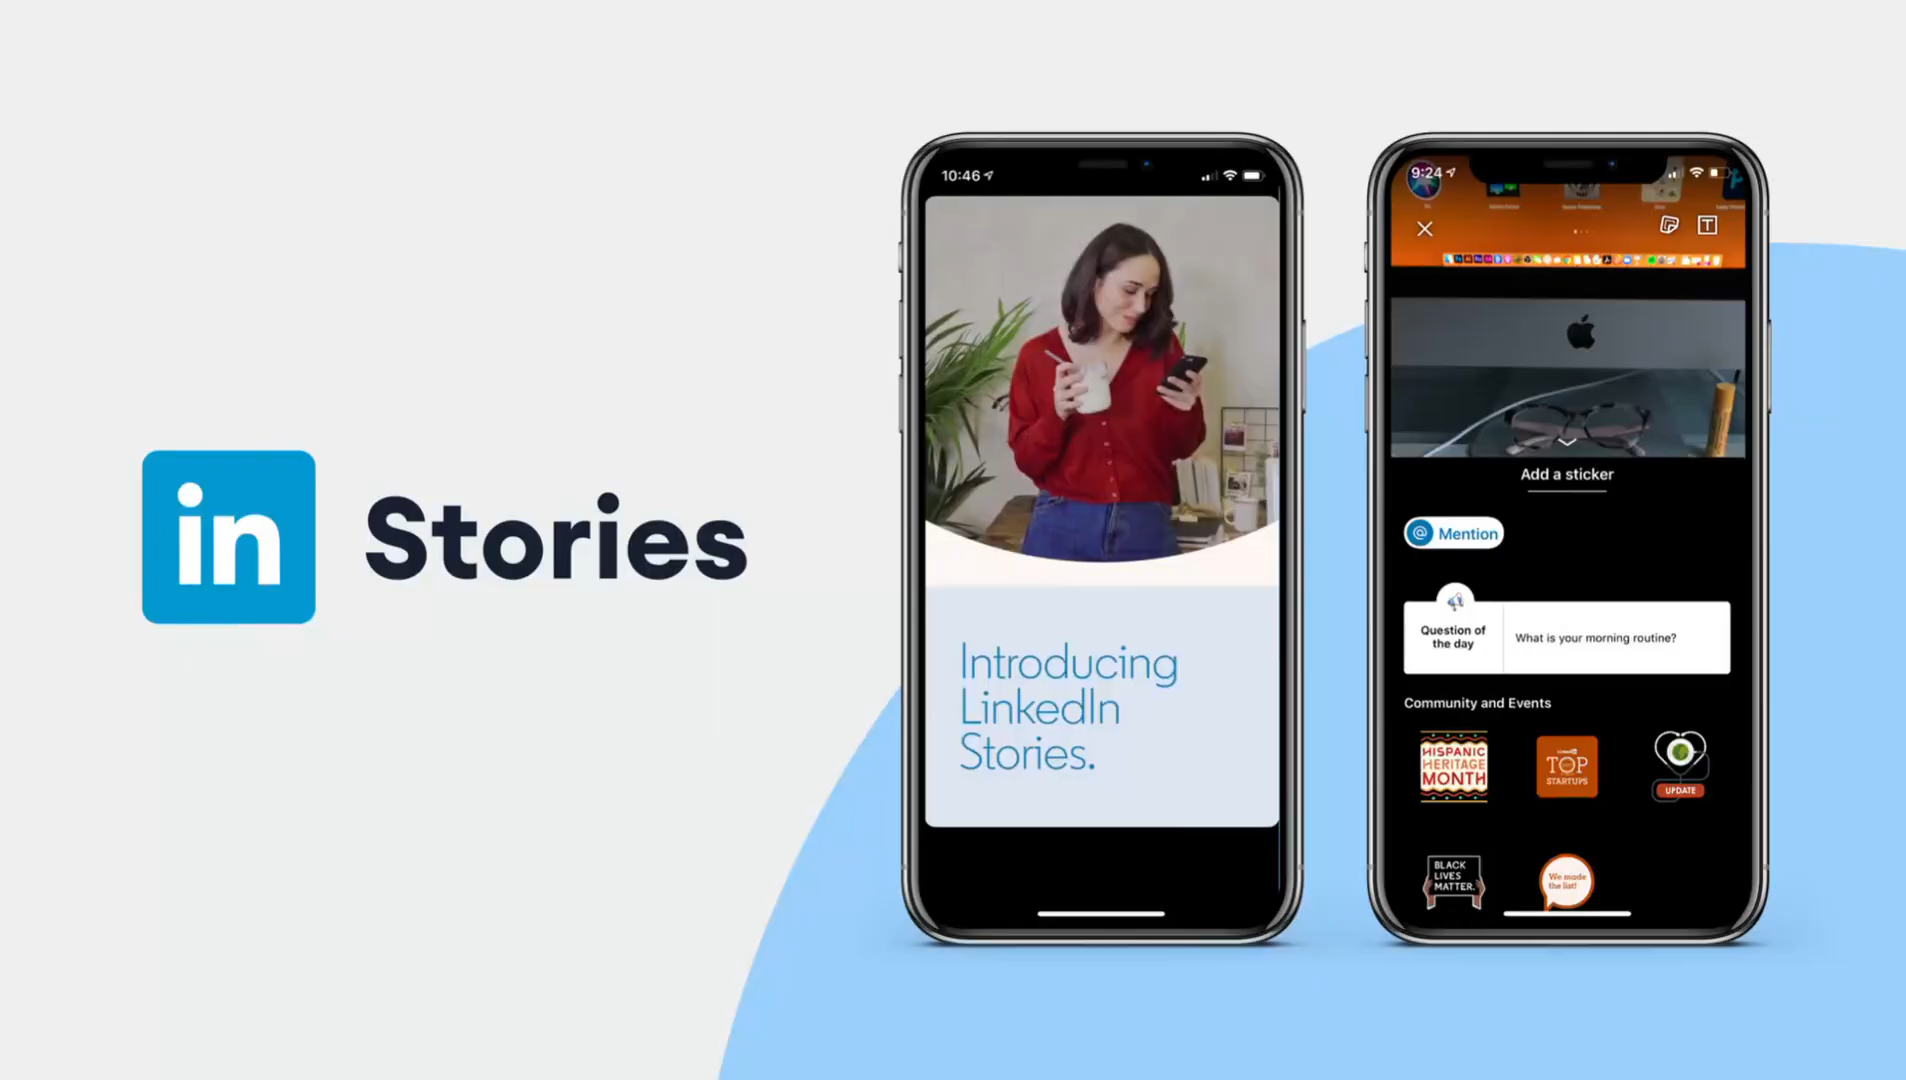 in Stories
10:46
Introducing
LinkedIn
Stories.
9:24
T
Add a sticker
@ Mention
Question of
the day
What is your morning routine?
Community and Events
HISPANIC
HERITAGE
MONTH
TOP
STARTUPS
UPDATE
BLACK
LIVES
MATTER.
We made
the list!